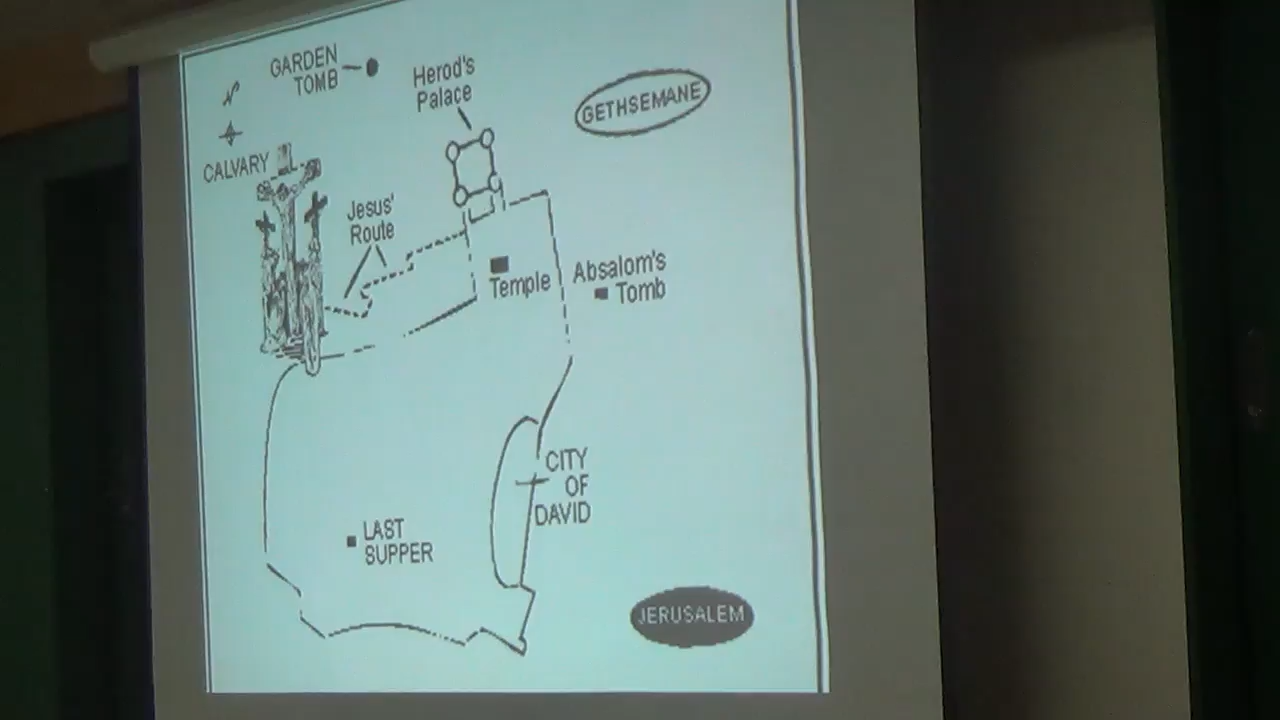 GARDEN
TOMB
Herod's
Palace
GETHSEMANE
N
CALVARY
Jesus'
Route
Temple
Absalom's
Tomb
CITY
OF
DAVID
LAST
SUPPER
JERUSALEM